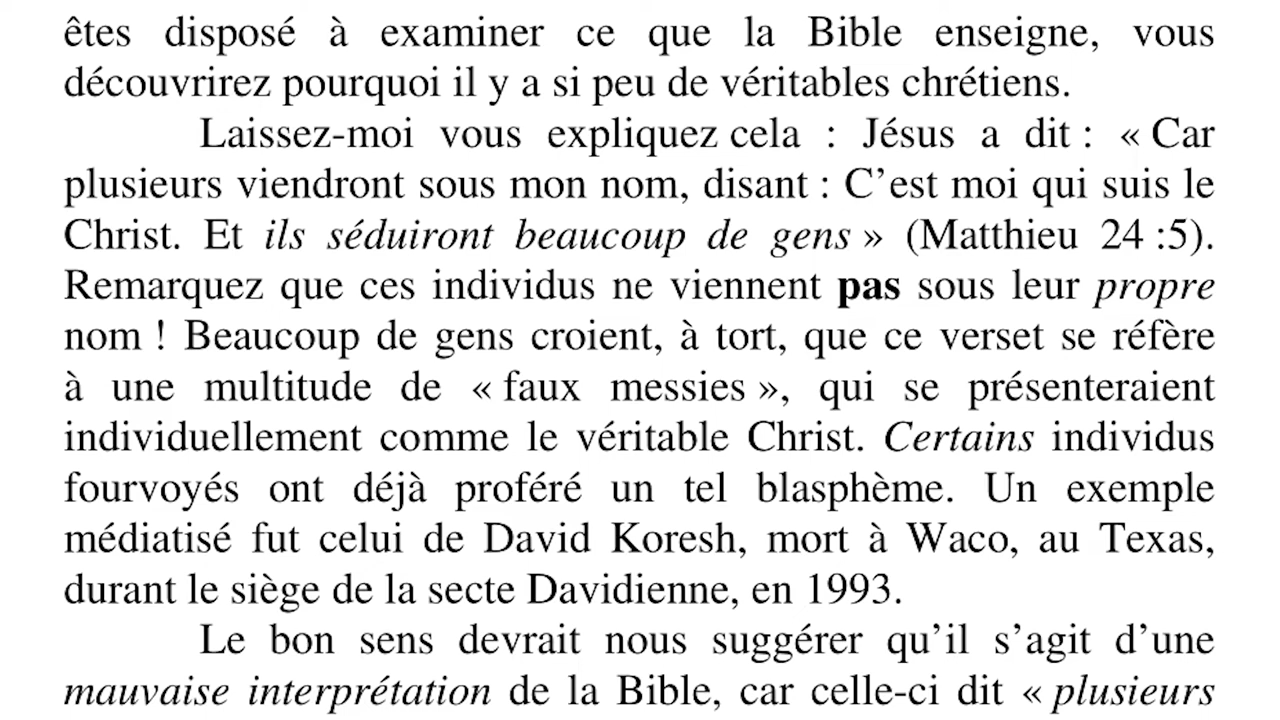 êtes disposé à examiner ce que la Bible enseigne, vous
découvrirez pourquoi il y a si peu de véritables chrétiens.
Laissez-moi vous expliquez cela : Jésus a dit : « Car
plusieurs viendront sous mon nom, disant : C’est moi qui suis le
Christ. Et ils séduiront beaucoup de gens » (Matthieu 24 :5).
Remarquez que ces individus ne viennent pas sous leur propre
nom ! Beaucoup de gens croient, à tort, que ce verset se réfère
à une multitude de « faux messies », qui se présenteraient
individuellement comme le véritable Christ. Certains individus
fourvoyés ont déjà proféré un tel blasphème. Un exemple
médiatisé fut celui de David Koresh, mort à Waco, au Texas,
durant le siège de la secte Davidienne, en 1993.
Le bon sens devrait nous suggérer qu’il s’agit d’une
mauvaise interprétation de la Bible, car celle-ci dit « plusieurs